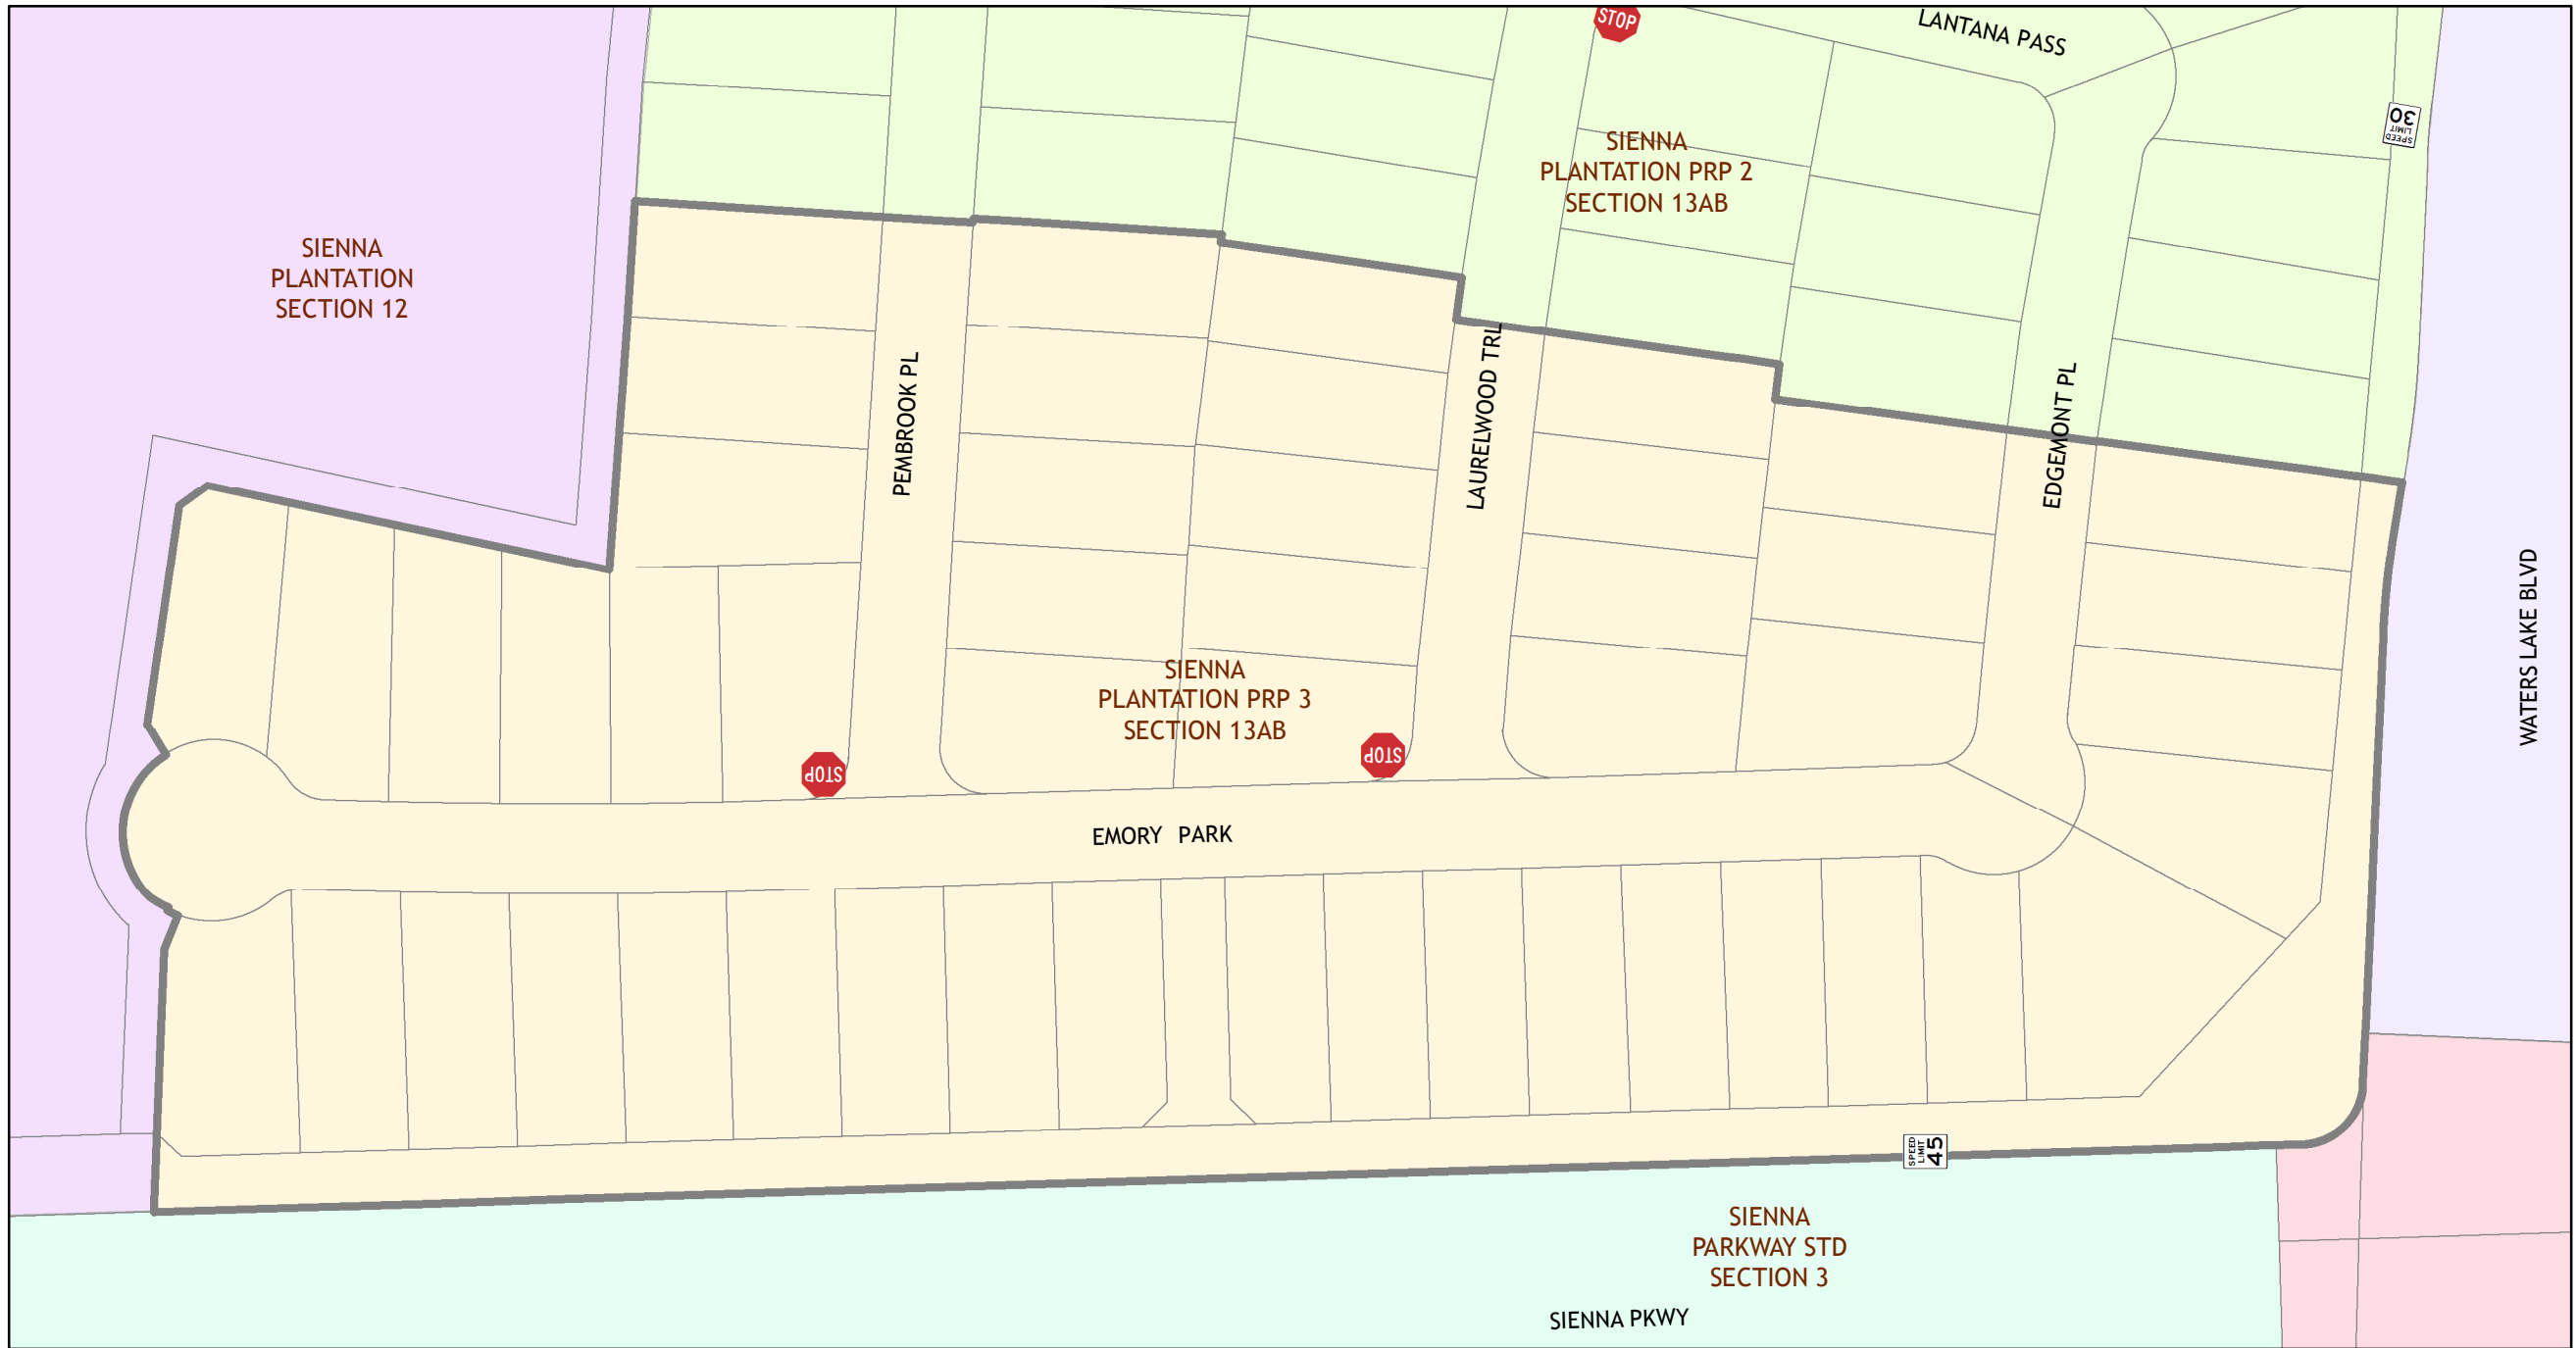 STOP
LANTANA PASS
SPEED
LIMIT
30
SIENNA
PLANTATION PRP 2
SECTION 13AB
SIENNA
PLANTATION
SECTION 12
PEMBROOK PL
LAURELWOOD TRL
EDGEMONT PL
WATERS LAKE BLVD
SIENNA
PLANTATION PRP 3
SECTION 13AB
STOP
STOP
EMORY PARK
SPEED
LIMIT
45
SIENNA
PARKWAY STD
SECTION 3
SIENNA PKWY